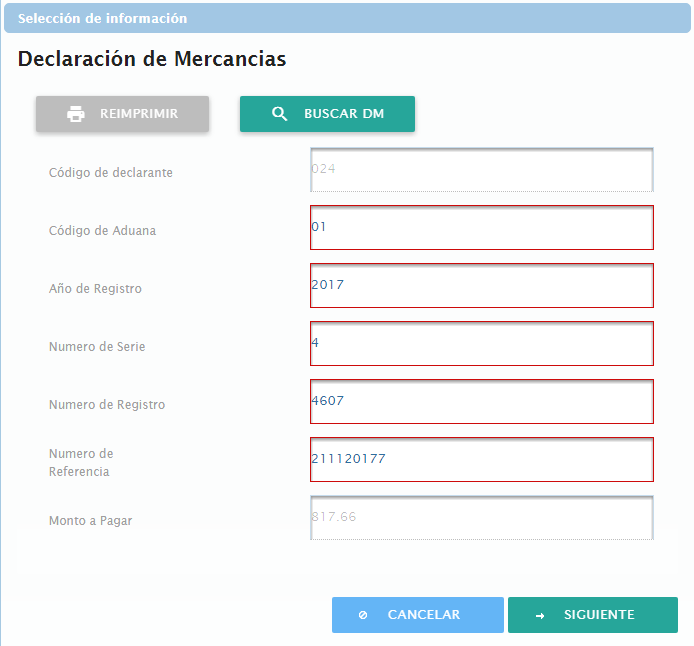 Selección de información
Declaración de Mercancias
REIMPRIMIR
BUSCAR DM
Código de declarante
024
Código de Aduana
01
Año de Registro
2017
Numero de Serie
4
Numero de Registro
4607
Numero de
Referencia
211120177
Monto a Pagar
817.66
CANCELAR
SIGUIENTE